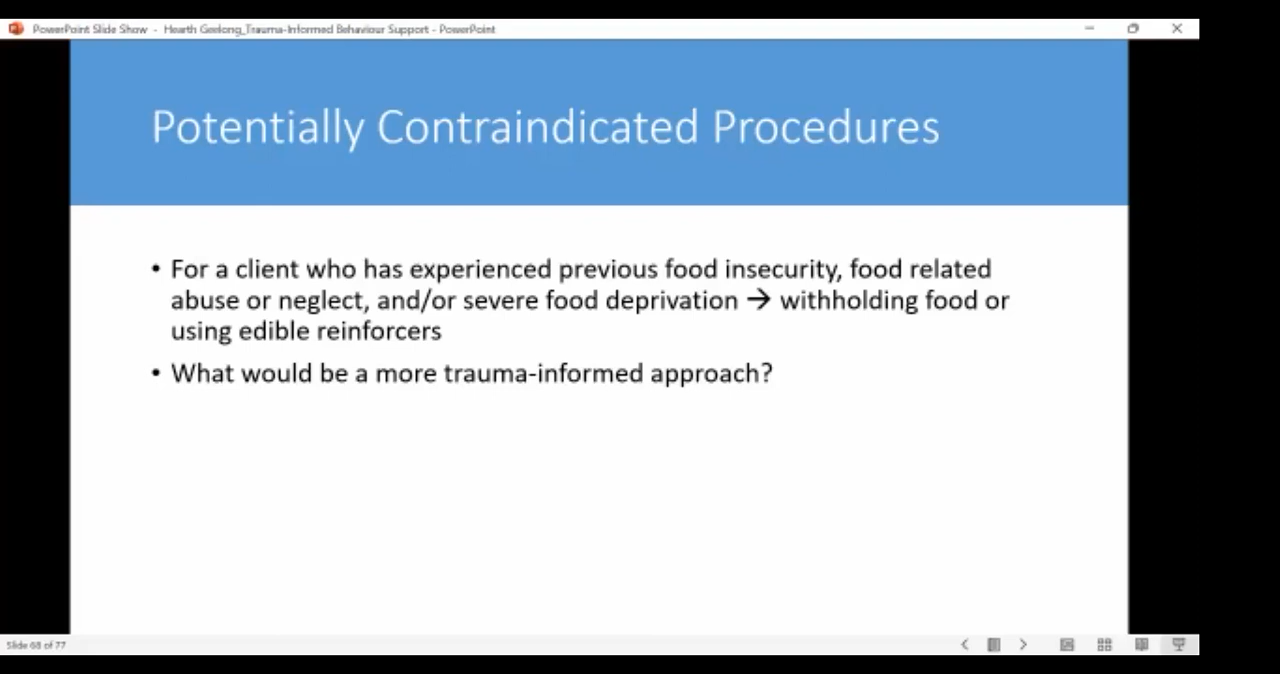 PowerPoint Slide Show - Hearth Geelong_Trauma-Informed Behaviour Support - PowerPoint
Potentially Contraindicated Procedures
• For a client who has experienced previous food insecurity, food related
abuse or neglect, and/or severe food deprivation → withholding food or
using edible reinforcers
• What would be a more trauma-informed approach?
Slide 68 of 77